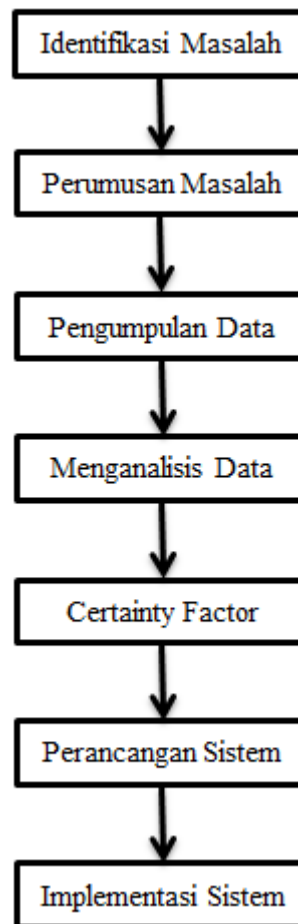 Identifikasi Masalah
Perumusan Masalah
Pengumpulan Data
Menganalisis Data
Certainty Factor
Perancangan Sistem
Implementasi Sistem